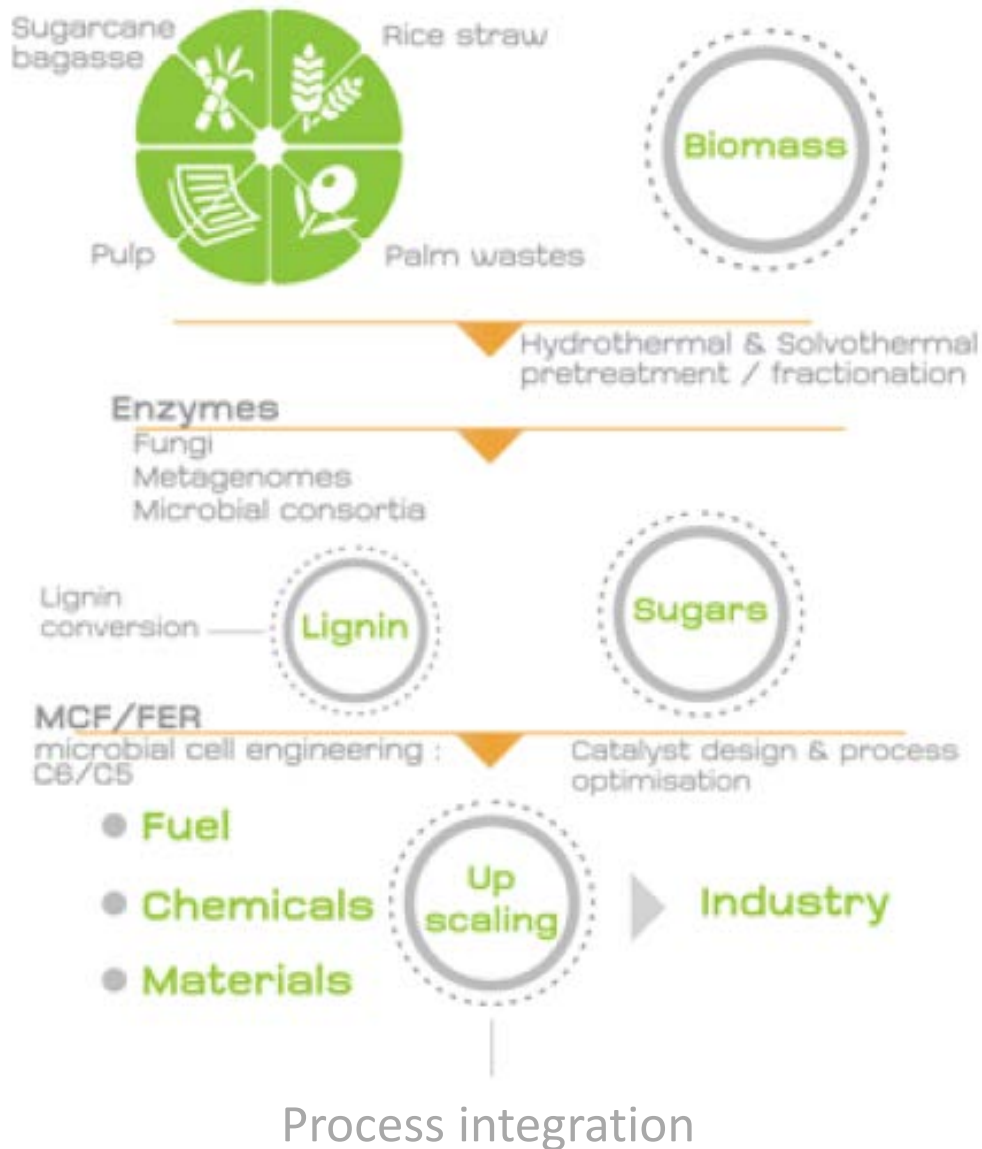 Sugarcane
bagasse
Rice straw
Biomass
Pulp
Palm wastes
Hydrothermal & Solvothermal
pretreatment / fractionation
Enzymes
Fungi
Metagenomes
Microbial consortia
Lignin
conversion
Lignin
Sugars
MCF/FER
microbial cell engineering :
C6/C5
Catalyst design & process
optimisation
Fuel
Chemicals
Materials
Up
scaling
Industry
Process integration